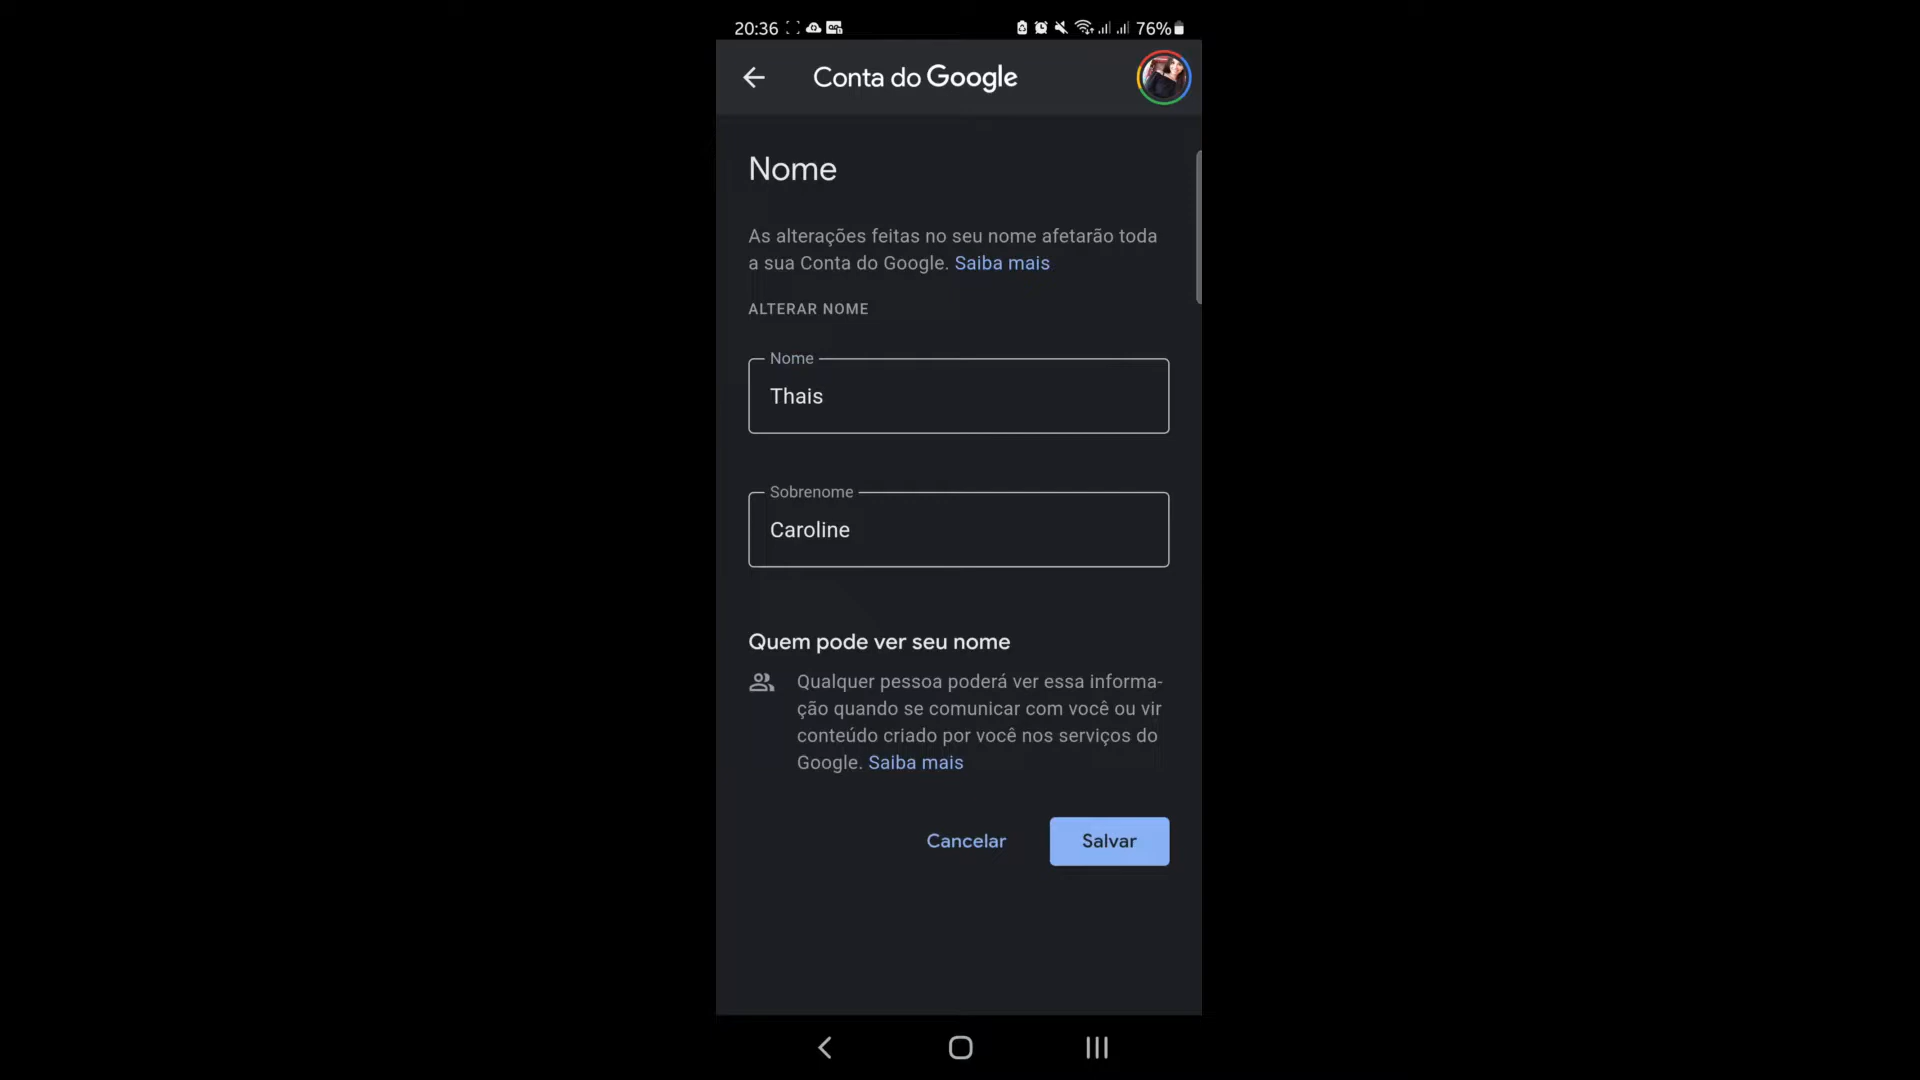 20:36 76%
Conta do Google
Nome
As alterações feitas no seu nome afetarão toda
a sua Conta do Google. Saiba mais
ALTERAR NOME
Nome
Thais
Sobrenome
Caroline
Quem pode ver seu nome
Qualquer pessoa poderá ver essa informa-
ção quando se comunicar com você ou vir
conteúdo criado por você nos serviços do
Google. Saiba mais
Cancelar Salvar